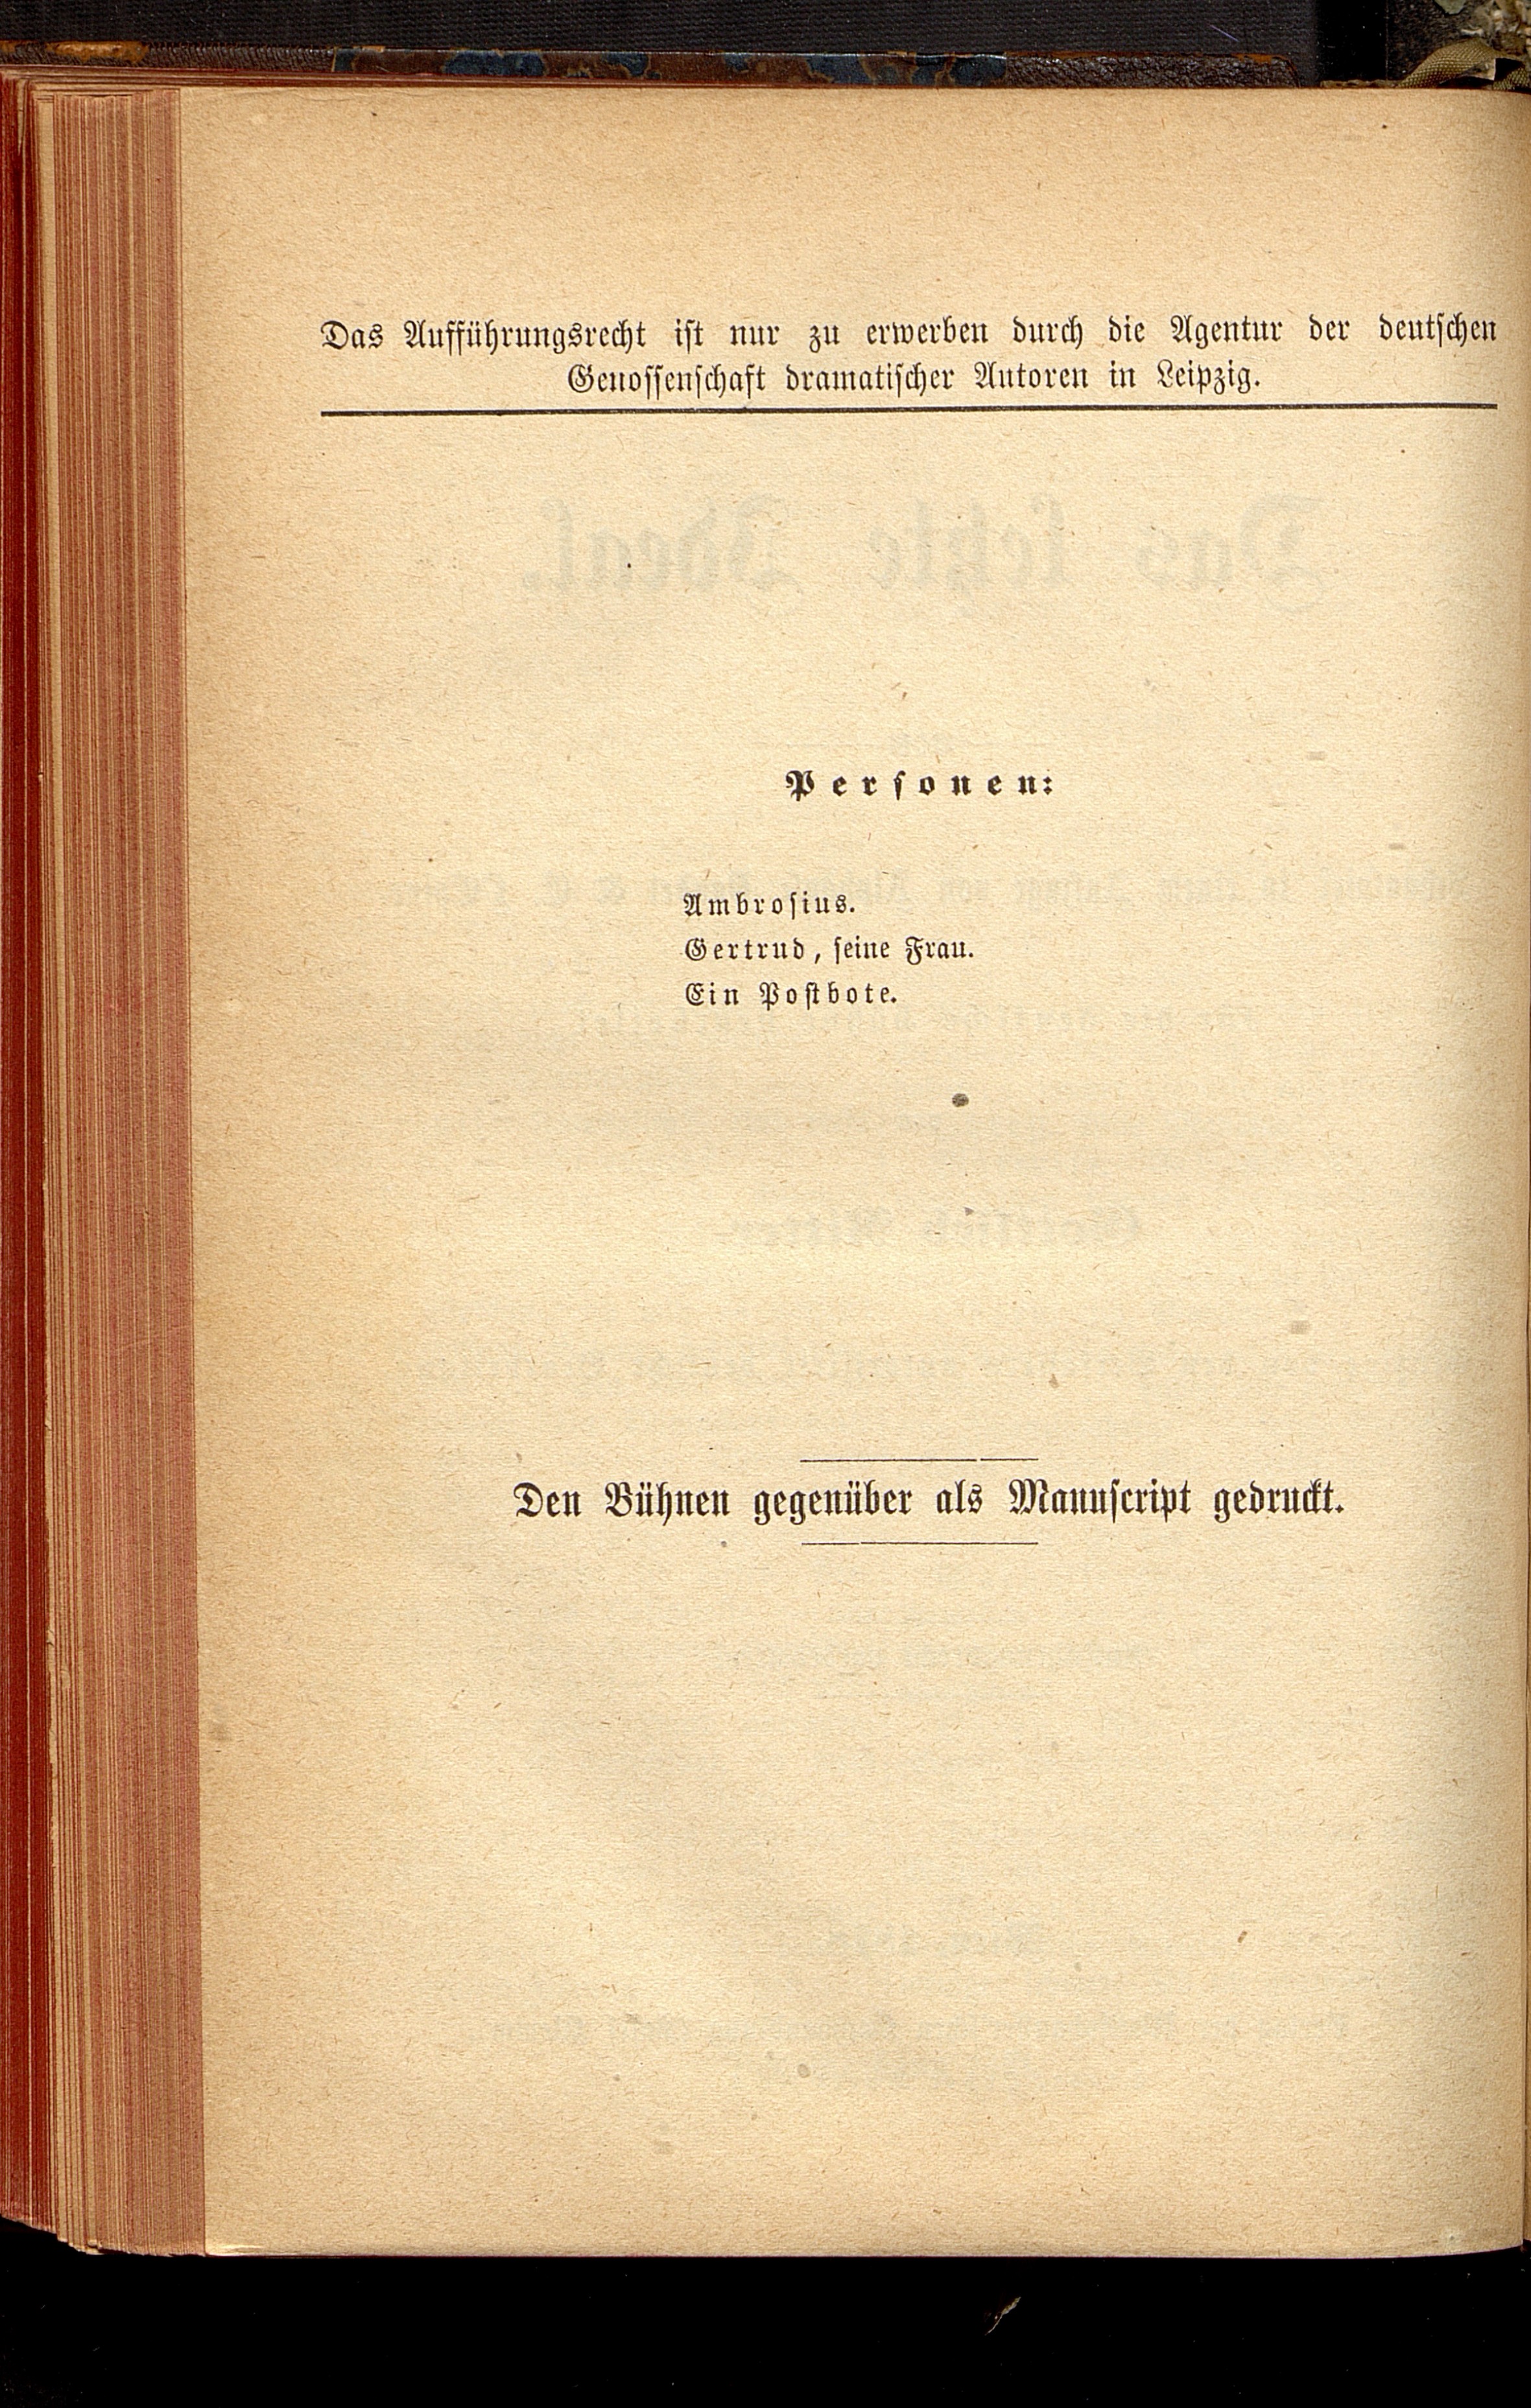 Das Aufführungsrecht ist nur zu erwerben durch die Agentur der deutschen
Genossenschaft dramatischer Autoren in Leipzig.
Personen:
Ambrosius.
Gertrud, seine Frau.
Ein Postbote.
Den Bühnen gegenüber als Manuscript gedruckt.